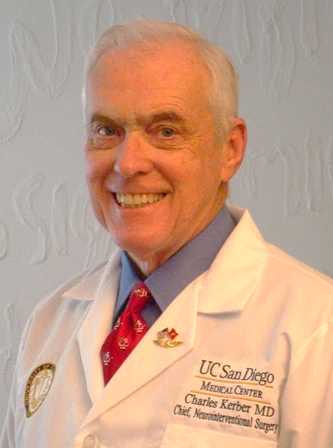 UC San Diego
MEDICAL CENTER
Charles Kerber MD
Chief, Neurointerventional Surgery